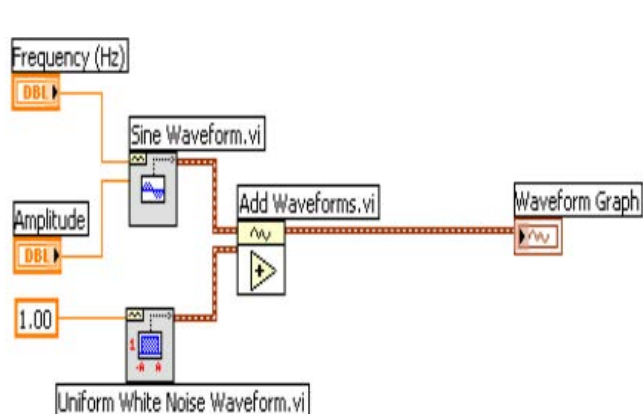 Frequency (Hz)
DBL
Sine Waveform.vi
Amplitude
DBL
Add Waveforms.vi
Waveform Graph
1.00
1
-A A
Uniform White Noise Waveform.vi